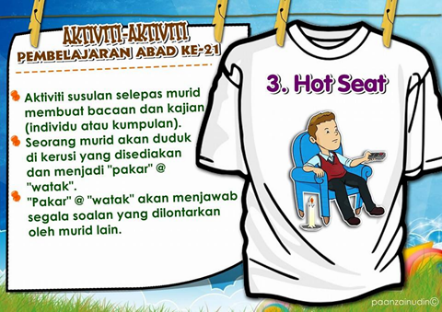 AKTIVITI-AKTIVITI
PEMBELAJARAN ABAD KE-21
Aktiviti susulan selepas murid
membuat bacaan dan kajian
(individu atau kumpulan).
Seorang murid akan duduk
di kerusi yang disediakan
dan menjadi "pakar" @
"watak".
"Pakar" @ "watak" akan menjawab
segala soalan yang dilontarkan
oleh murid lain.
3. Hot Seat
paanzainudin©